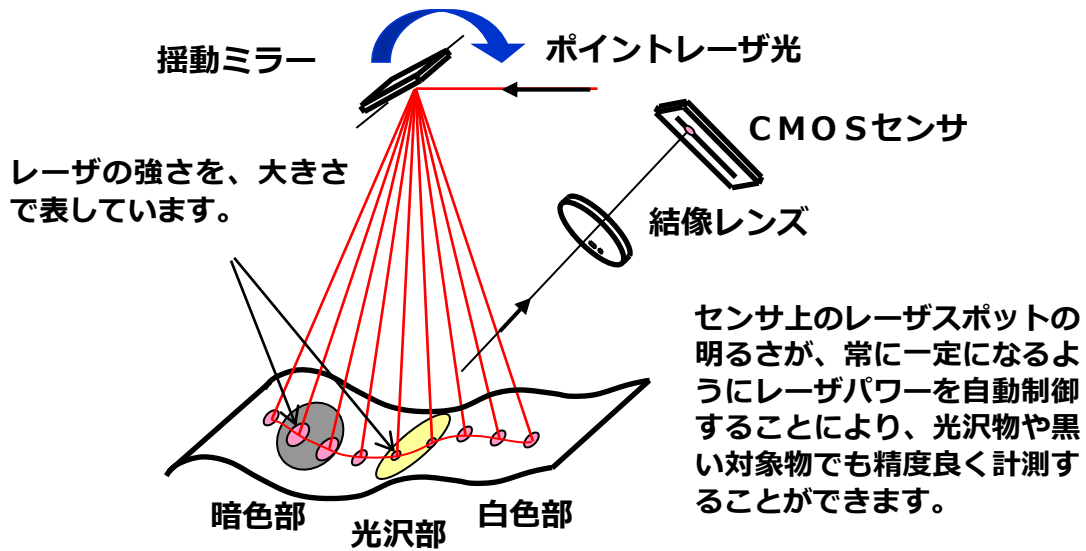 揺動ミラー
ポイントレーザ光
ＣＭＯＳセンサ
レーザの強さを、大きさ
で表しています。
結像レンズ
センサ上のレーザスポットの
明るさが、常に一定になるよ
うにレーザパワーを自動制御
することにより、光沢物や黒
い対象物でも精度良く計測す
ることができます。
暗色部
光沢部
白色部